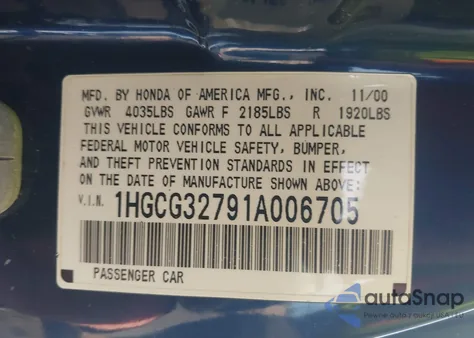 MFD. BY HONDA OF AMERICA MFG., INC. 11/00
GVWR 4035LBS GAWR F 2185LBS R 1920LBS
THIS VEHICLE CONFORMS TO ALL APPLICABLE
FEDERAL MOTOR VEHICLE SAFETY, BUMPER,
AND THEFT PREVENTION STANDARDS IN EFFECT
ON DATE OF MANUFACTURE SHOWN ABOVE.
V.I.N. 1HGCG32791A006705
PASSENGER CAR
autoSnap